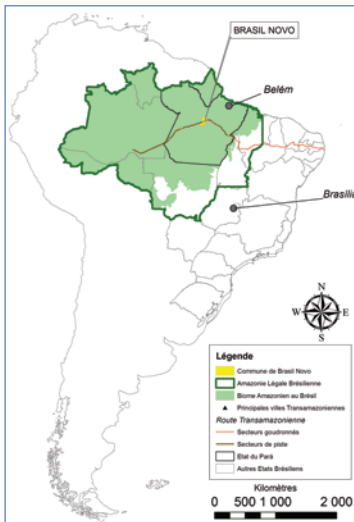 BRASIL NOVO
Belém
Brasilia
N
W E
S
Légende
Commune de Brasil Novo
Amazonie Légale Brésilienne
Biome Amazonien au Brésil
Principales villes Transamazoniennes
Route Transamazonienne
Secteurs goudronnés
Secteurs de piste
Etat du Pará
Autres Etats Brésiliens
Kilomètres
0 500 1 000 2 000